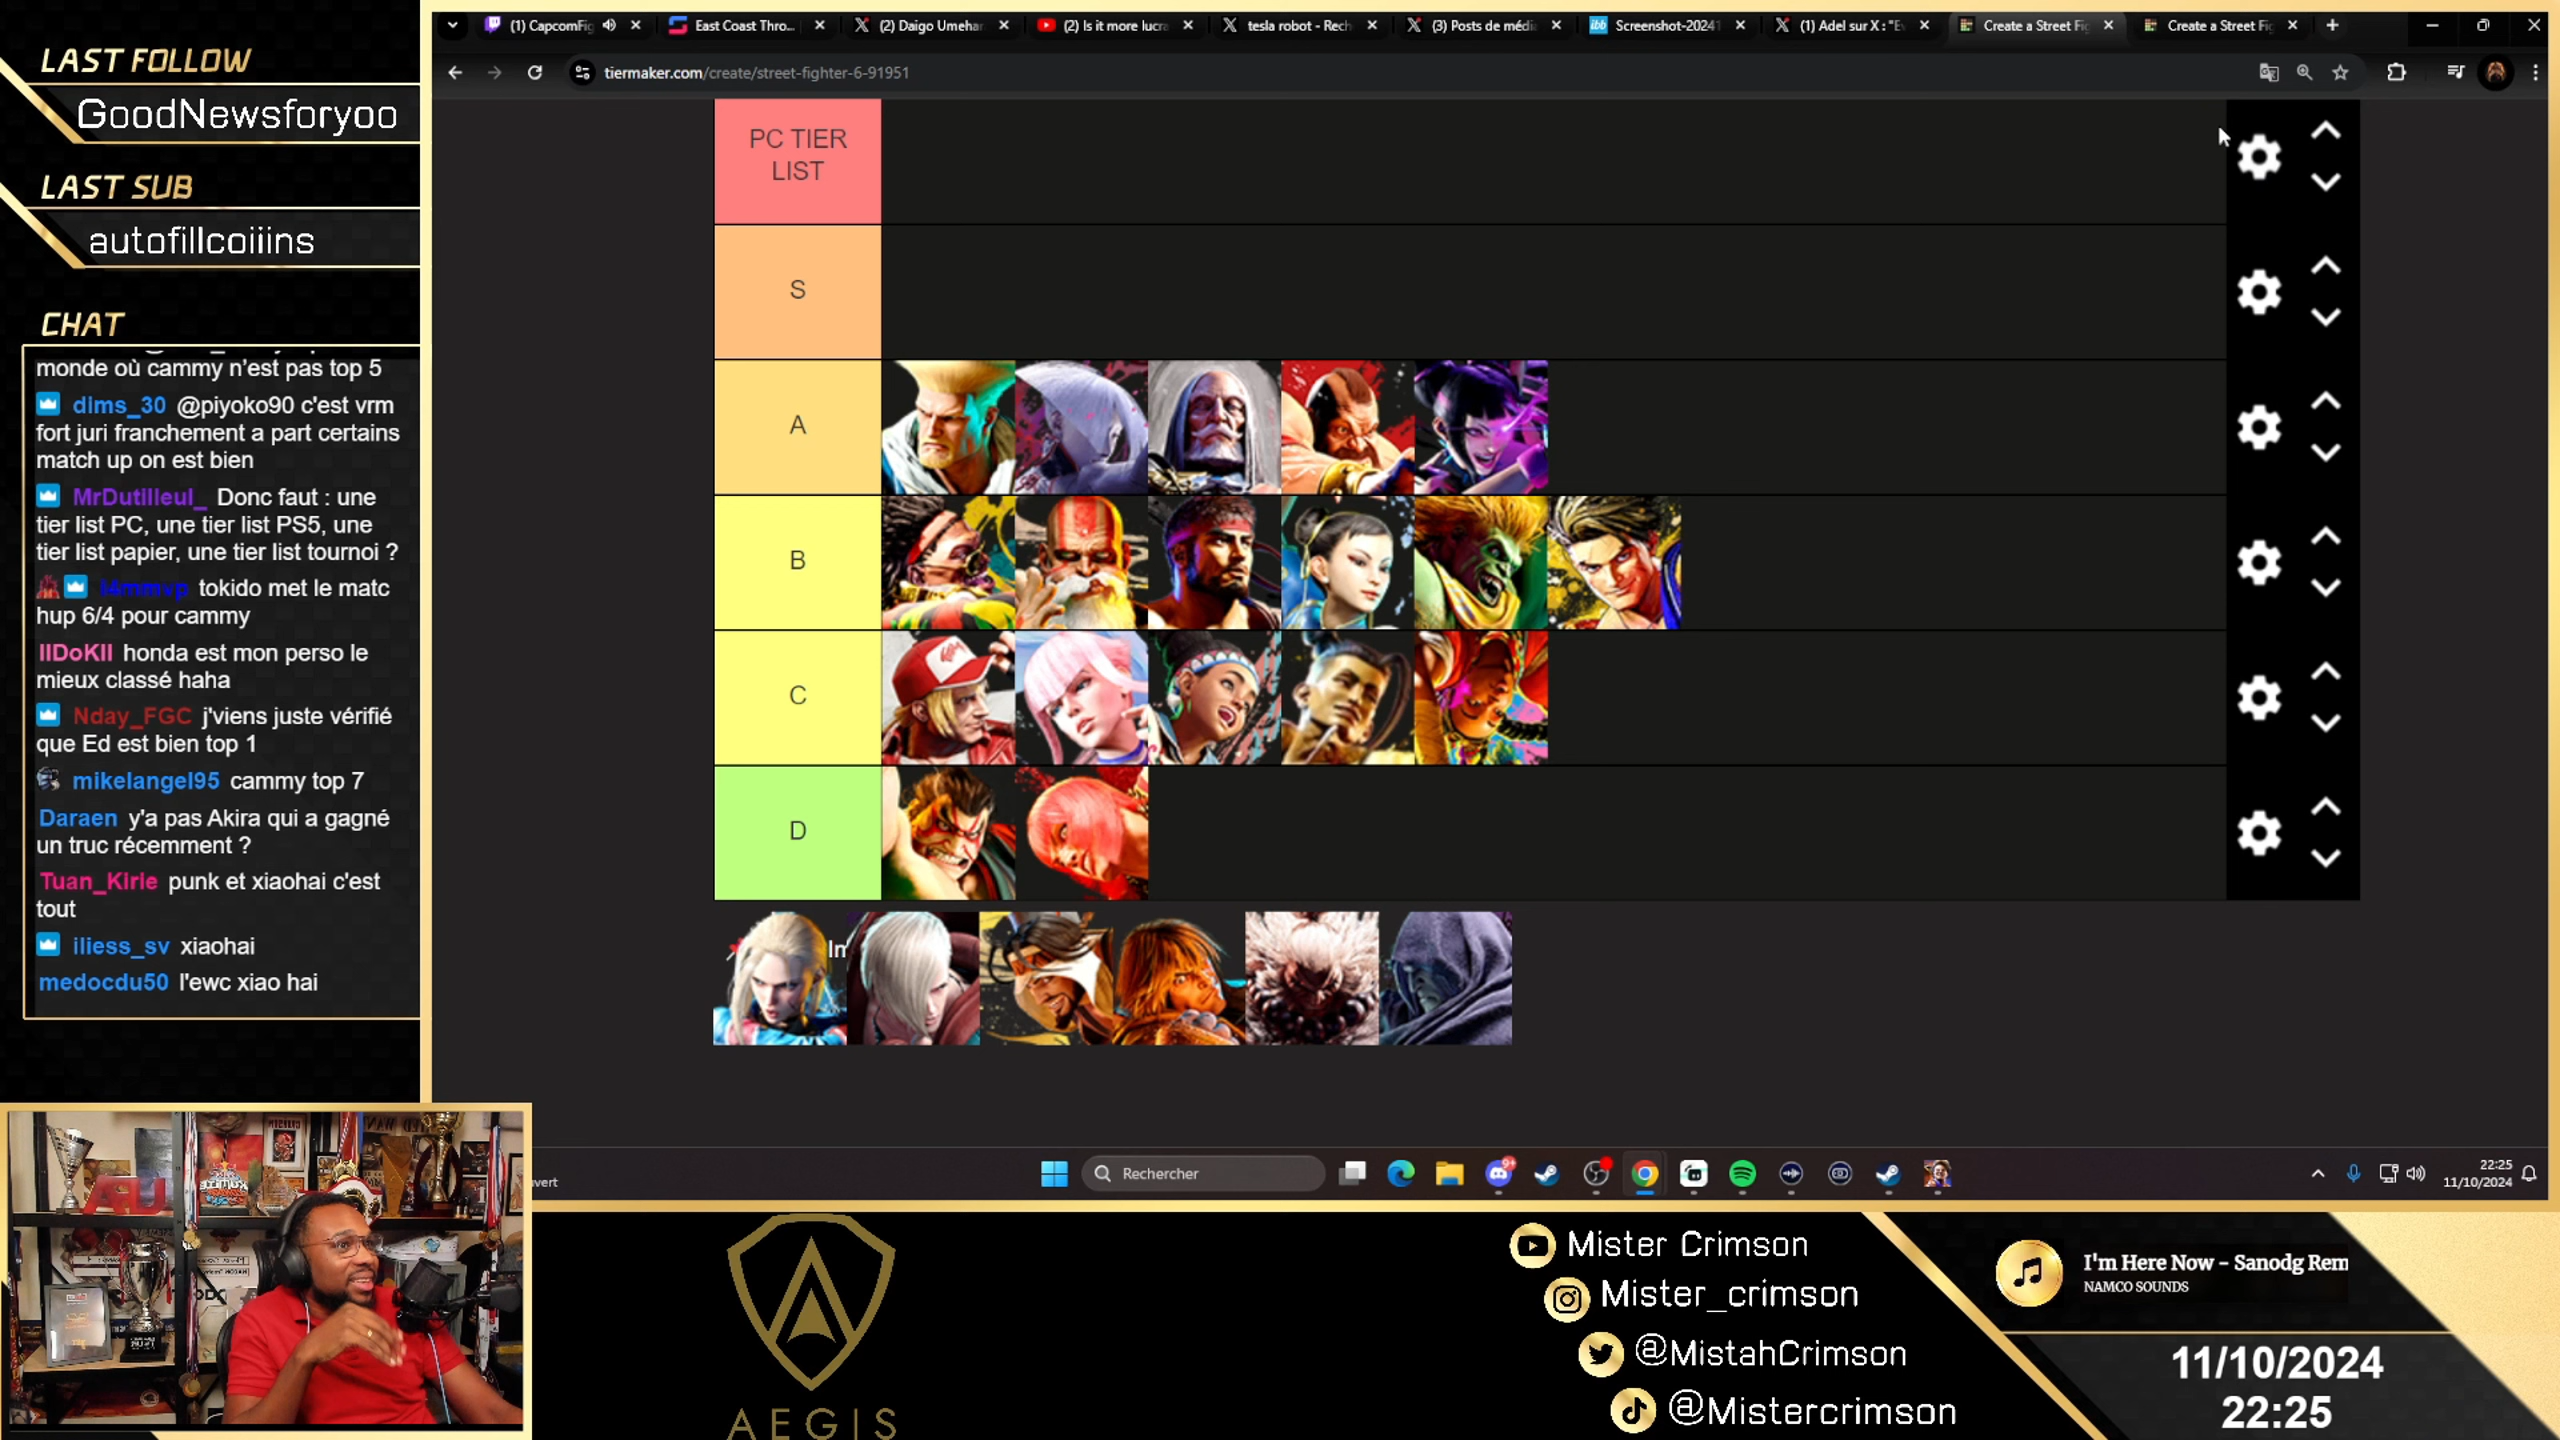 LAST FOLLOW
GoodNewsforyoo
LAST SUB
autofillcoiiins
CHAT
monde où cammy n'est pas top 5
dims_30 @piyoko90 c'est vrm
fort juri franchement a part certains
match up on est bien
MrDutilleul_ Donc faut : une
tier list PC, une tier list PS5, une
tier list papier, une tier list tournoi ?
l4mmvp tokido met le matc
hup 6/4 pour cammy
IIDoKII honda est mon perso le
mieux classé haha
Nday_FGC j'viens juste vérifié
que Ed est bien top 1
mikelangel95 cammy top 7
Daraen y'a pas Akira qui a gagné
un truc récemment ?
Tuan_Kirie punk et xiaohai c'est
tout
iliess_sv xiaohai
medocdu50 l'ewc xiao hai
(1) CapcomFig
East Coast Thro...
(2) Daigo Umehar
(2) Is it more lucra
tesla robot - Rech
(3) Posts de médi
ibb
Screenshot-20241
(1) Adel sur X : "E
Create a Street Fig
Create a Street Fig
tiermaker.com/create/street-fighter-6-91951
PC TIER
LIST
S
A
B
C
D
Im
uvert
Rechercher
22:25
11/10/2024
AEGIS
Mister Crimson
Mister_crimson
@MistahCrimson
@Mistercrimson
I'm Here Now - Sanodg Rem
NAMCO SOUNDS
11/10/2024
22:25